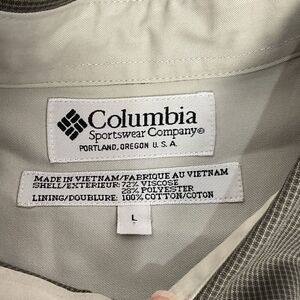 Columbia
Sportswear Company®
PORTLAND, OREGON U.S.A.
MADE IN VIETNAM/FABRIQUE AU VIETNAM
SHELL/EXTERIEUR: 72% VISCOSE
28% POLYESTER
LINING/DOUBLURE: 100% COTTON/COTON
L